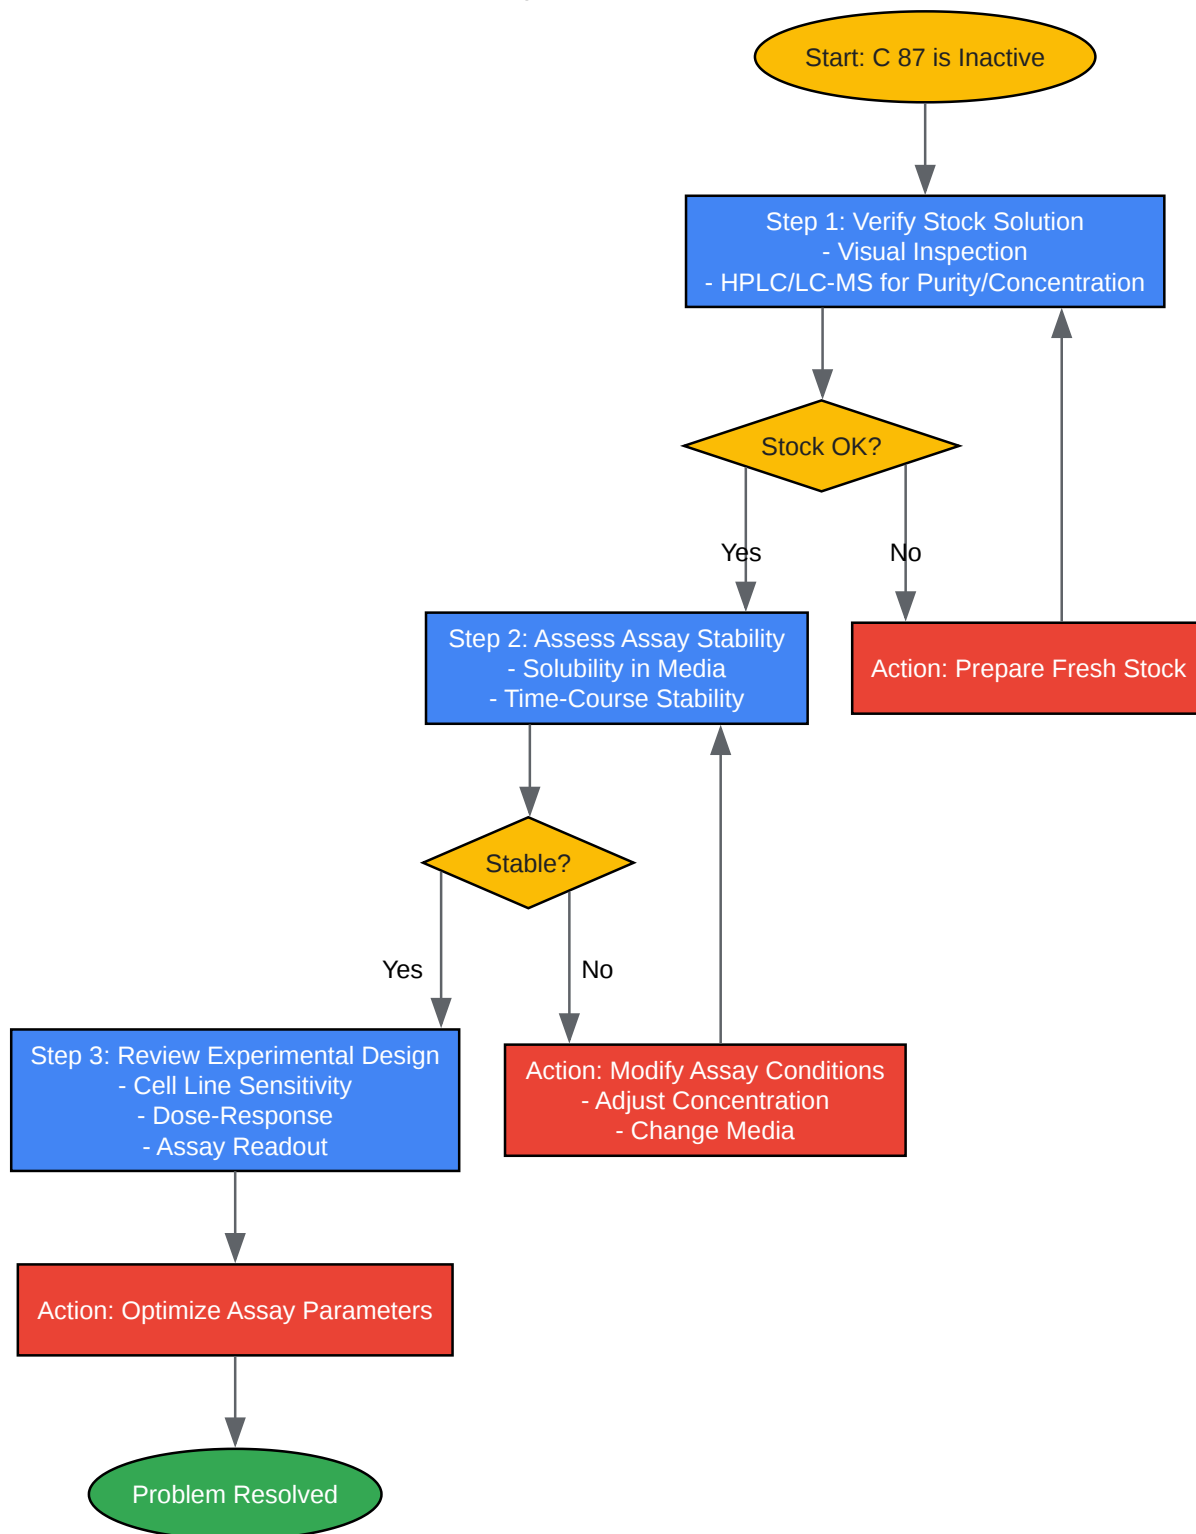 Start: C 87 is Inactive
Step 1: Verify Stock Solution
- Visual Inspection
- HPLC/LC-MS for Purity/Concentration
Stock OK?
Yes
No
Step 2: Assess Assay Stability
- Solubility in Media
- Time-Course Stability
Action: Prepare Fresh Stock
Stable?
Yes
No
Step 3: Review Experimental Design
- Cell Line Sensitivity
- Dose-Response
- Assay Readout
Action: Modify Assay Conditions
- Adjust Concentration
- Change Media
Action: Optimize Assay Parameters
Problem Resolved